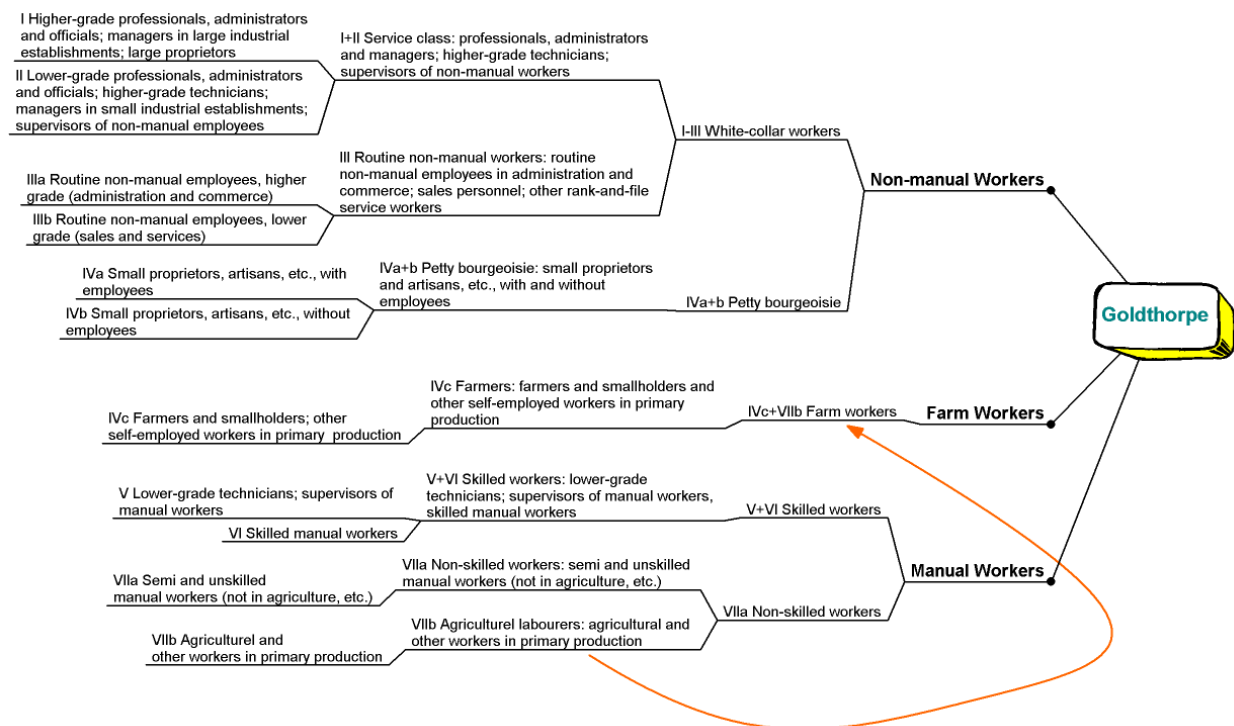 I Higher-grade professionals, administrators
and officials; managers in large industrial
establishments; large proprietors
II Lower-grade professionals, administrators
and officials; higher-grade technicians;
managers in small industrial establishments;
supervisors of non-manual employees
I+II Service class: professionals, administrators
and managers; higher-grade technicians;
supervisors of non-manual workers
I-III White-collar workers
IIIa Routine non-manual employees, higher
grade (administration and commerce)
IIIb Routine non-manual employees, lower
grade (sales and services)
III Routine non-manual workers: routine
non-manual employees in administration and
commerce; sales personnel; other rank-and-file
service workers
Non-manual Workers
IVa Small proprietors, artisans, etc., with
employees
IVb Small proprietors, artisans, etc., without
employees
IVa+b Petty bourgeoisie: small proprietors
and artisans, etc., with and without
employees
IVa+b Petty bourgeoisie
Goldthorpe
IVc Farmers and smallholders; other
self-employed workers in primary production
IVc Farmers: farmers and smallholders and
other self-employed workers in primary
production
IVc+VIIb Farm workers
Farm Workers
V Lower-grade technicians; supervisors of
manual workers
VI Skilled manual workers
V+VI Skilled workers: lower-grade
technicians; supervisors of manual workers,
skilled manual workers
V+VI Skilled workers
Manual Workers
VIIa Semi and unskilled
manual workers (not in agriculture, etc.)
VIIa Non-skilled workers: semi and unskilled
manual workers (not in agriculture, etc.)
VIIa Non-skilled workers
VIIb Agriculturel and
other workers in primary production
VIIb Agriculturel labourers: agricultural and
other workers in primary production